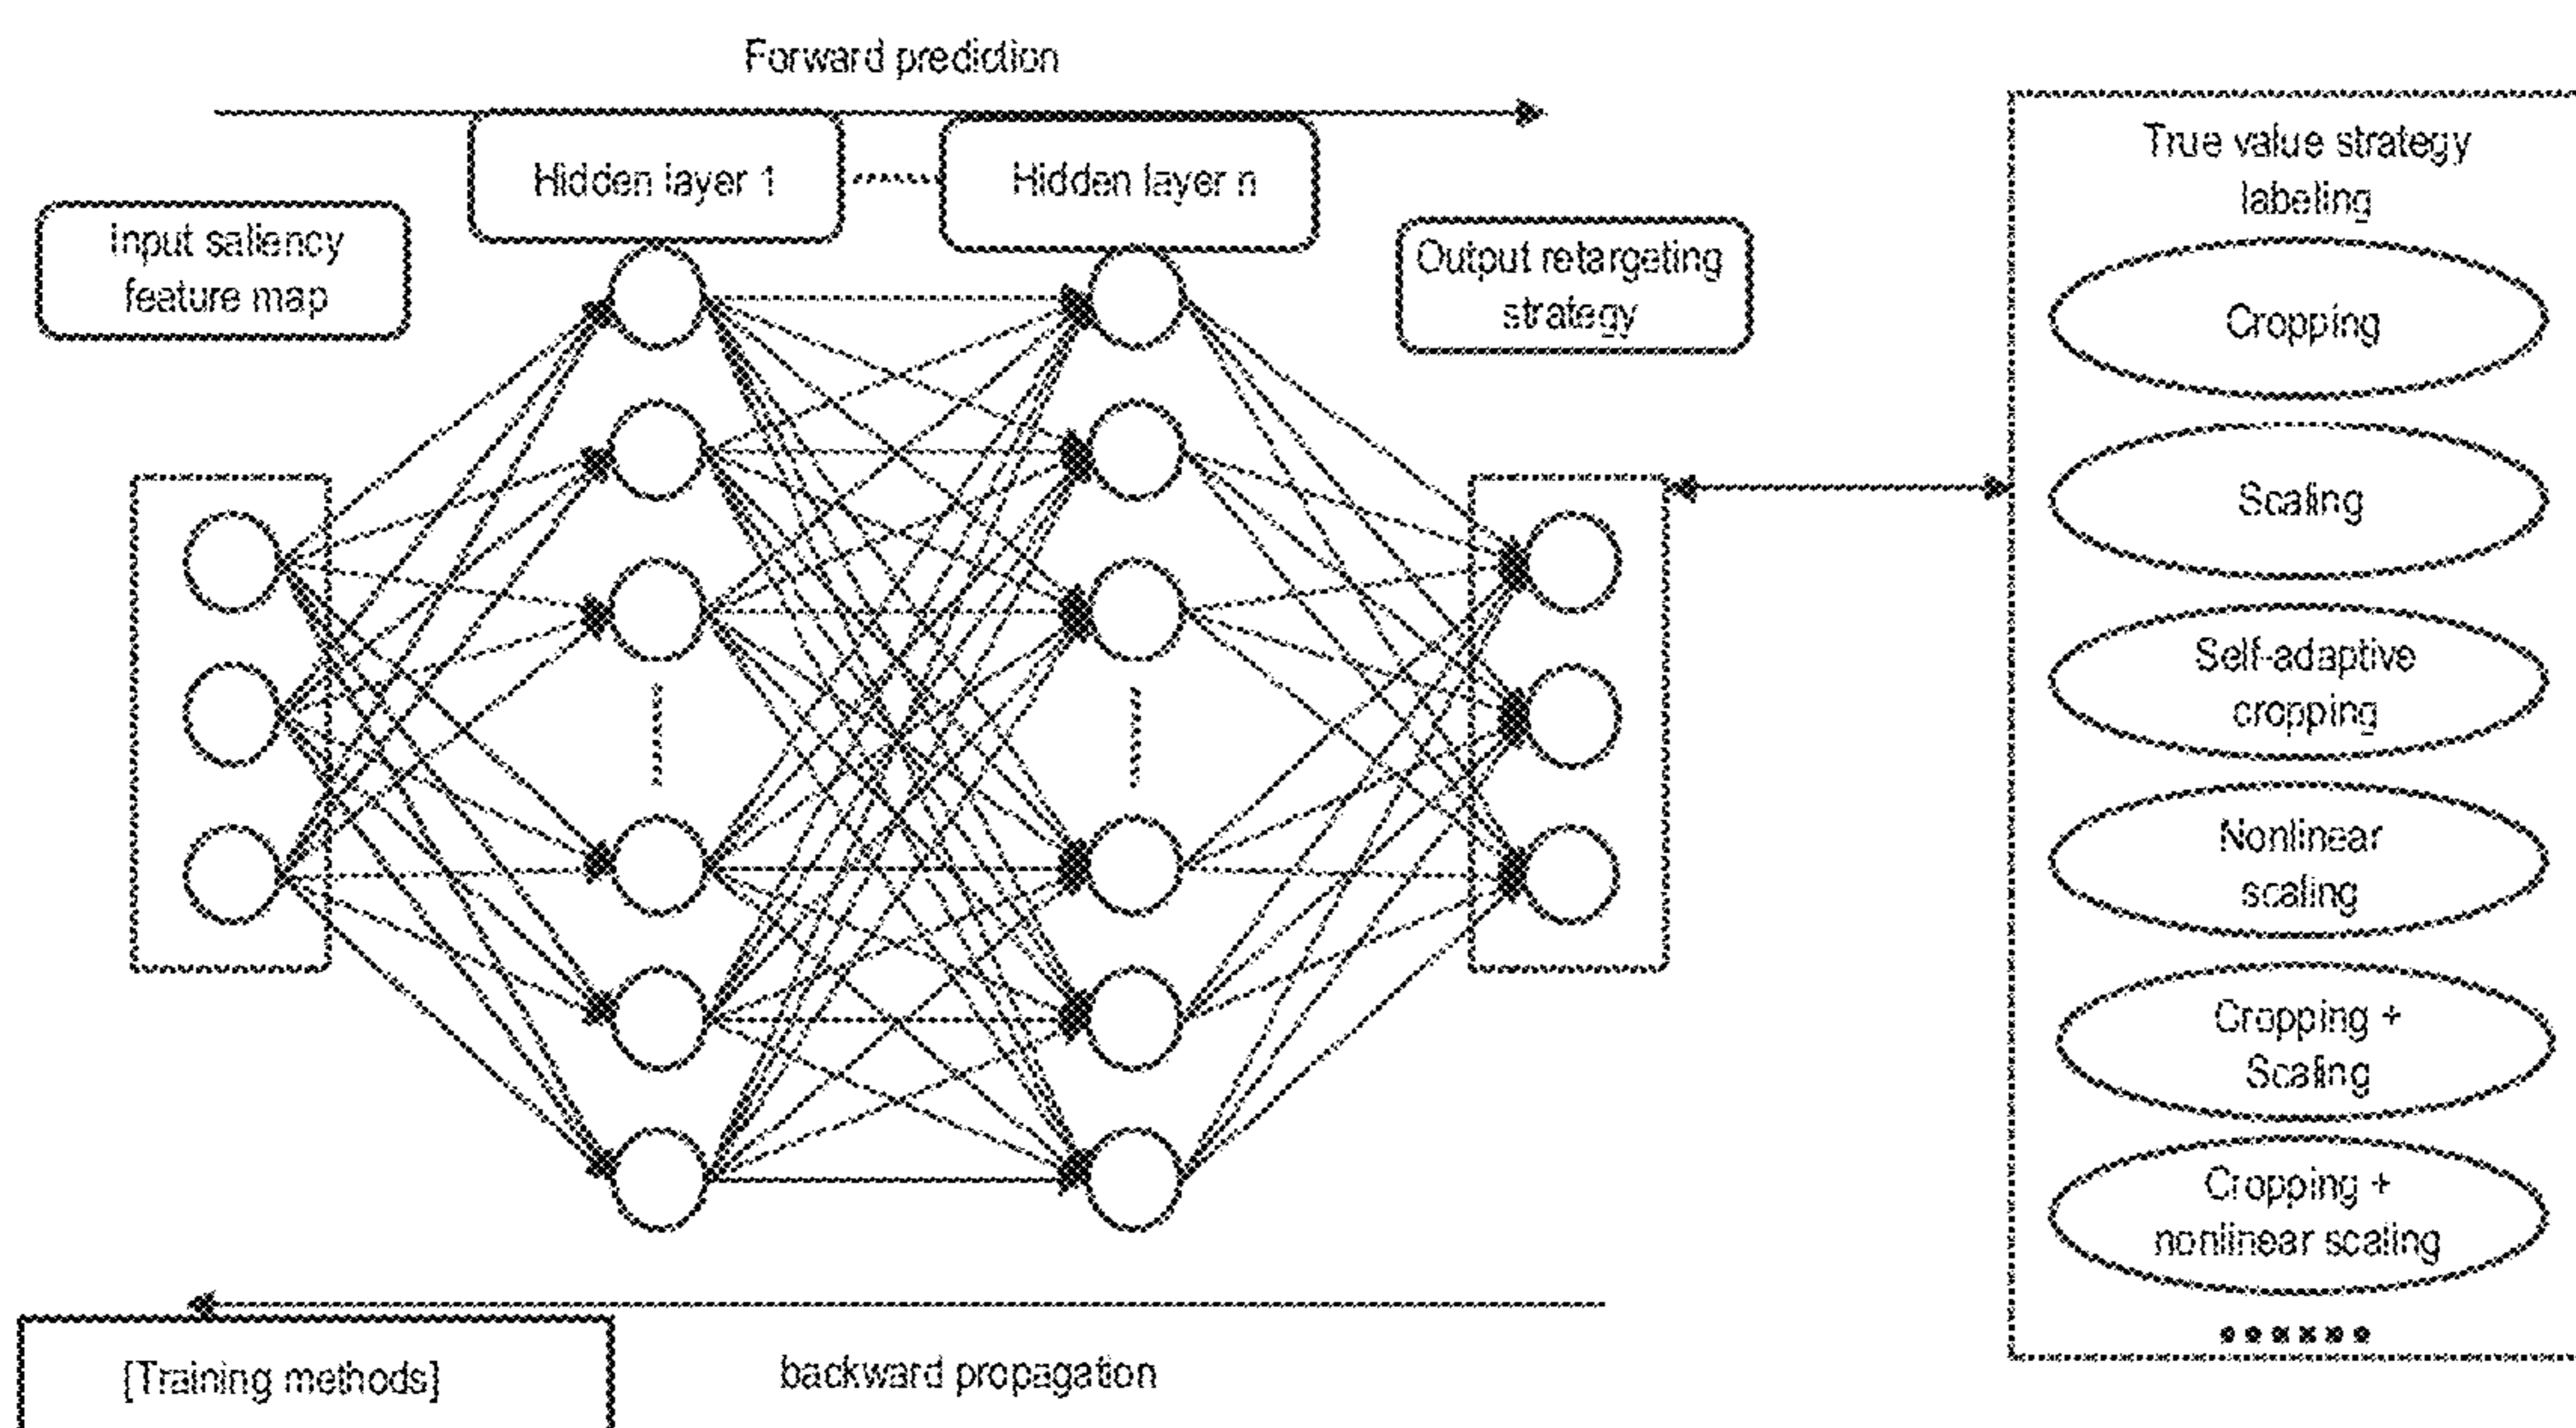 Forward prediction
Input saliency
feature map
Hidden layer 1
Hidden layer n
Output retargeting
strategy
True value strategy
labeling
Cropping
Scaling
Self-adaptive
cropping
Nonlinear
scaling
Cropping +
Scaling
Cropping +
nonlinear scaling
[Training methods]
backward propagation